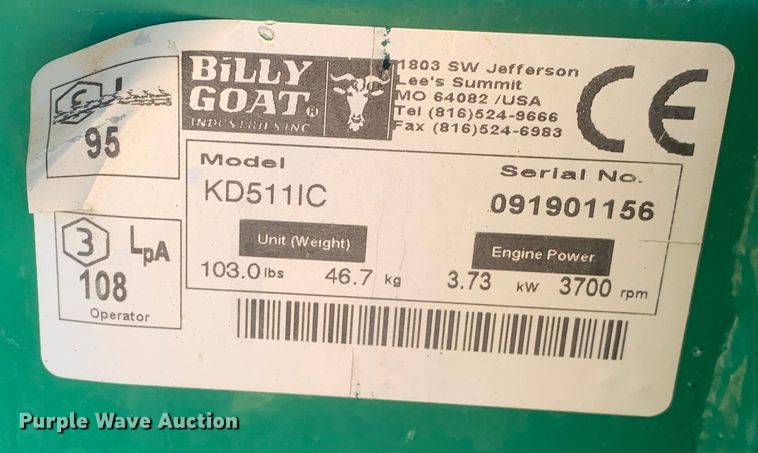 95
BiLLY
GOAT®
INDUSTRIES INC
1803 SW Jefferson
Lee's Summit
MO 64082 /USA
Tel (816)524-9666
Fax (816)524-6983
CE
Model
KD511IC
Serial No.
091901156
Unit (Weight)
103.0 lbs 46.7 kg
Engine Power
3.73 kW 3700 rpm
3 LpA
108
Operator
Purple Wave Auction